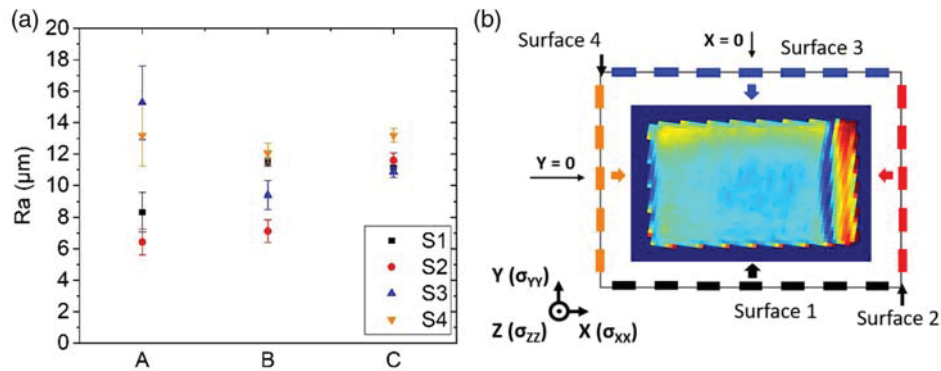 (a)
20
18
16
14
12
10
8
6
4
2
0
Ra (μm)
A
B
C
S1
S2
S3
S4
(b)
Surface 4
X = 0
Surface 3
Y = 0
Y (σYY)
Z (σZZ)
X (σXX)
Surface 1
Surface 2